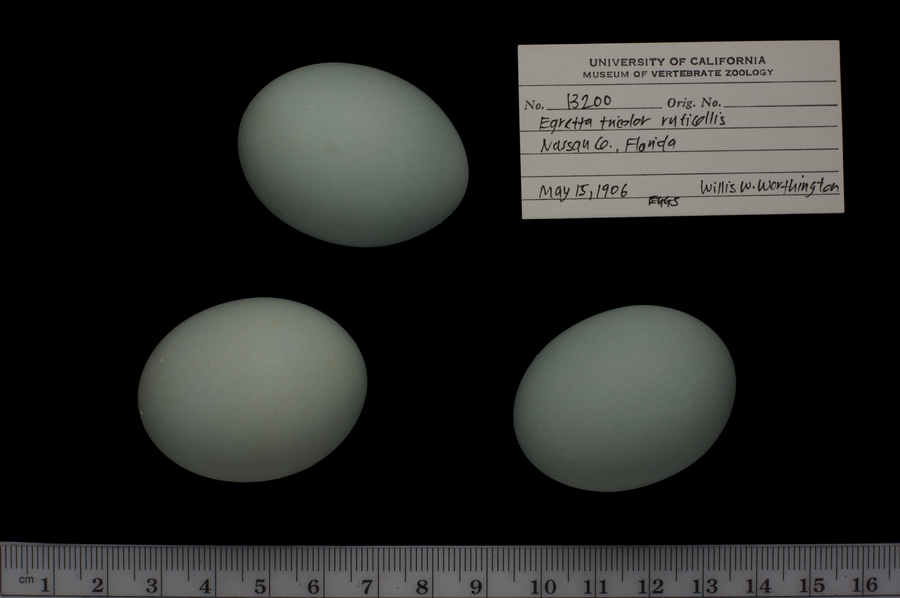 UNIVERSITY OF CALIFORNIA
MUSEUM OF VERTEBRATE ZOOLOGY
No. 13200 Orig. No.
Egretta tricolor ruficollis
Nassau Co., Florida
May 15, 1906 Willis W. Worthington
EGGS
cm 1 2 3 4 5 6 7 8 9 10 11 12 13 14 15 16